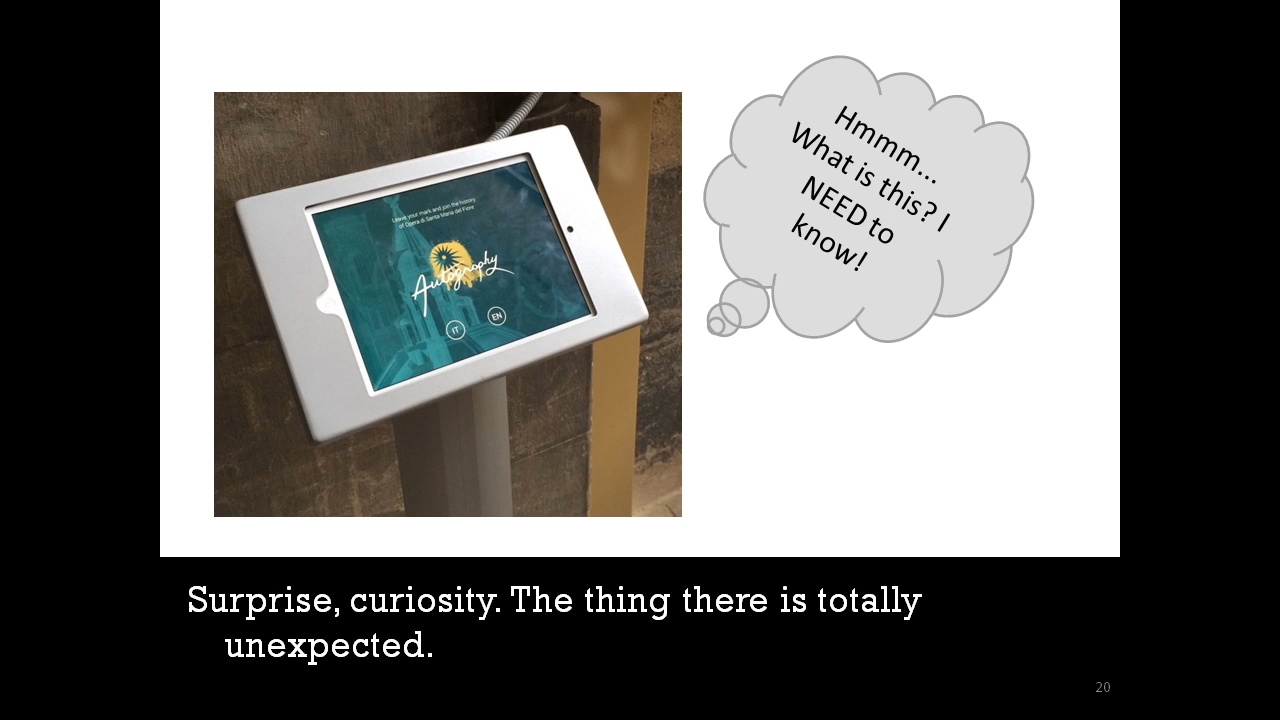 Leave your mark and join the history
of Opera di Santa Maria del Fiore
Autography
IT
EN
Hmmm...
What is this? I
NEED to
know!
Surprise, curiosity. The thing there is totally
unexpected.
20